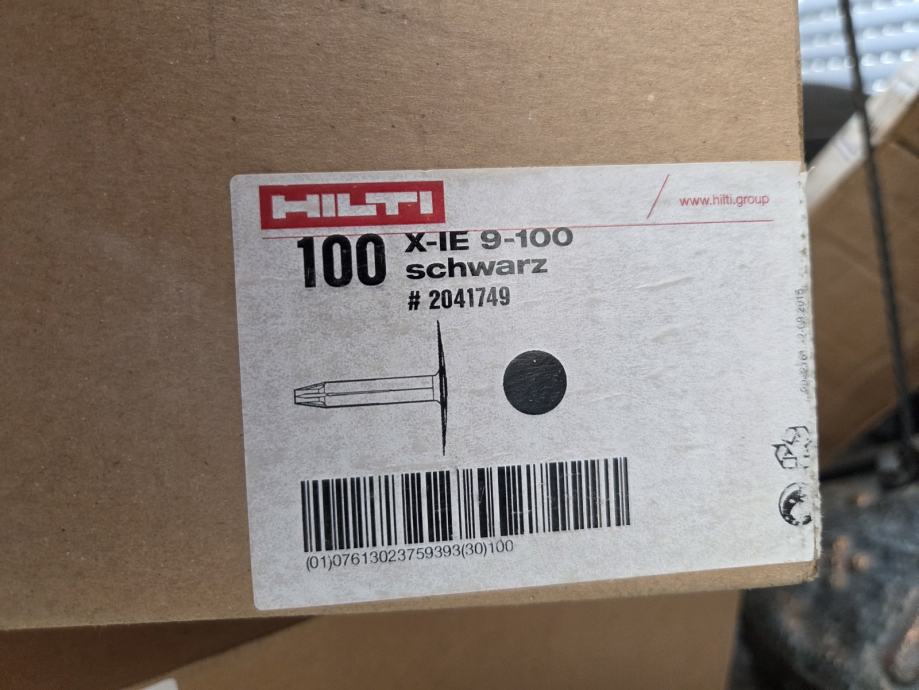 HILTI
www.hilti.group
100
X-IE 9-100
schwarz
# 2041749
(01)07613023759393(30)100